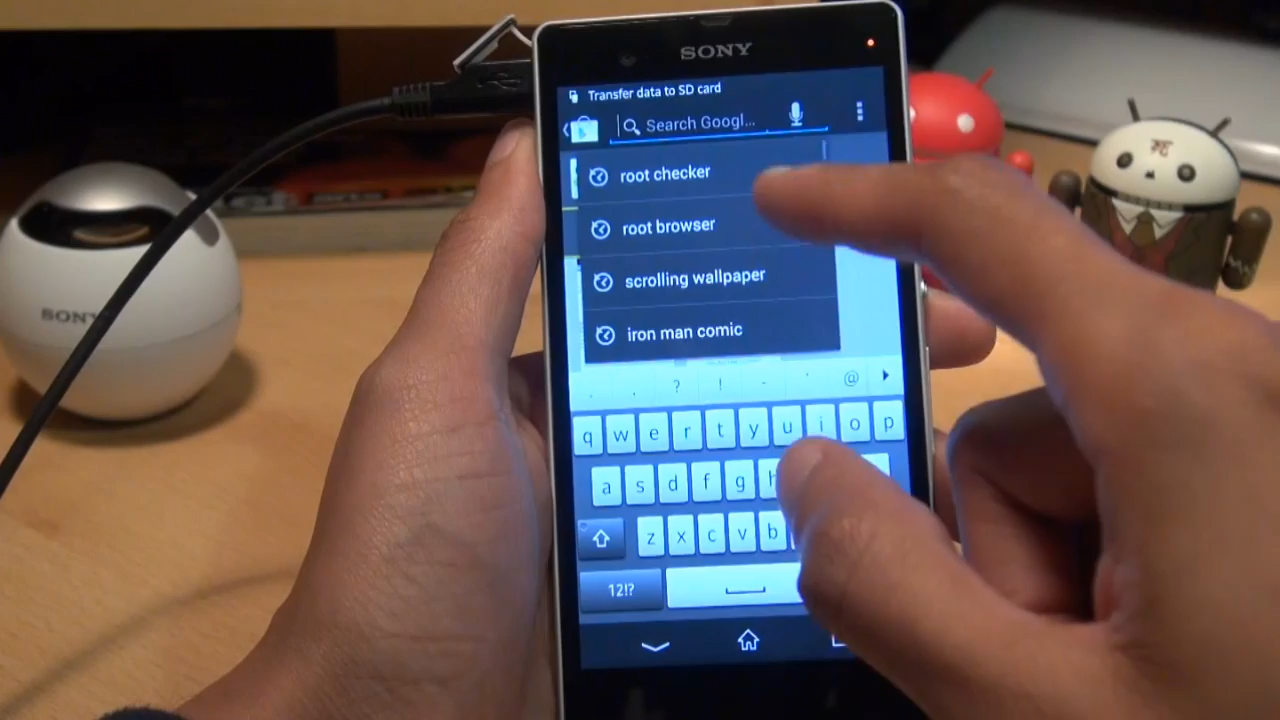 SONY
Transfer data to SD card
Search Googl...
root checker
root browser
scrolling wallpaper
iron man comic
, . ? ! - ' @
q w e r t y u i o p
a s d f g h
z x c v b
12!?
SONY